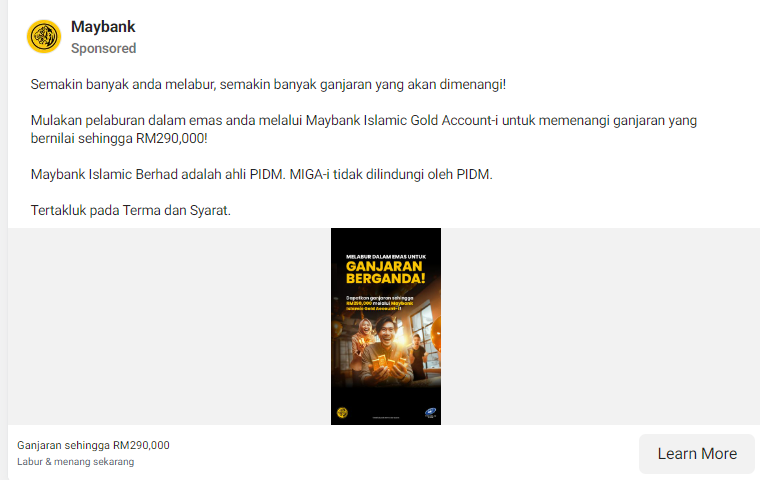 Maybank
Sponsored
Semakin banyak anda melabur, semakin banyak ganjaran yang akan dimenangi!
Mulakan pelaburan dalam emas anda melalui Maybank Islamic Gold Account-i untuk memenangi ganjaran yang
bernilai sehingga RM290,000!
Maybank Islamic Berhad adalah ahli PIDM. MIGA-i tidak dilindungi oleh PIDM.
Tertakluk pada Terma dan Syarat.
MELABUR DALAM EMAS UNTUK
GANJARAN
BERGANDA!
Dapatkan ganjaran sehingga
RM290,000 melalui Maybank
Islamic Gold Account-i!
Ganjaran sehingga RM290,000
Labur & menang sekarang
Learn More